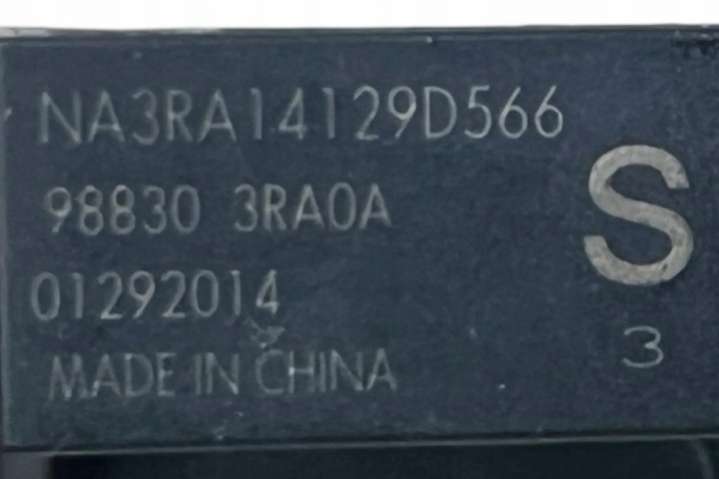 NA3RA14129D566
98830 3RA0A
01292014
MADE IN CHINA
S
3